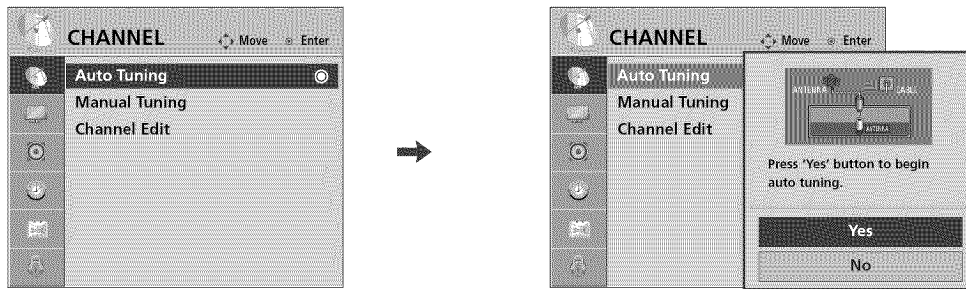 CHANNEL
Move
Enter
Auto Tuning
Manual Tuning
Channel Edit
CHANNEL
Move
Enter
Auto Tuning
Manual Tuning
Channel Edit
ANTENNA
CABLE
ANTENNA
Press 'Yes' button to begin
auto tuning.
Yes
No